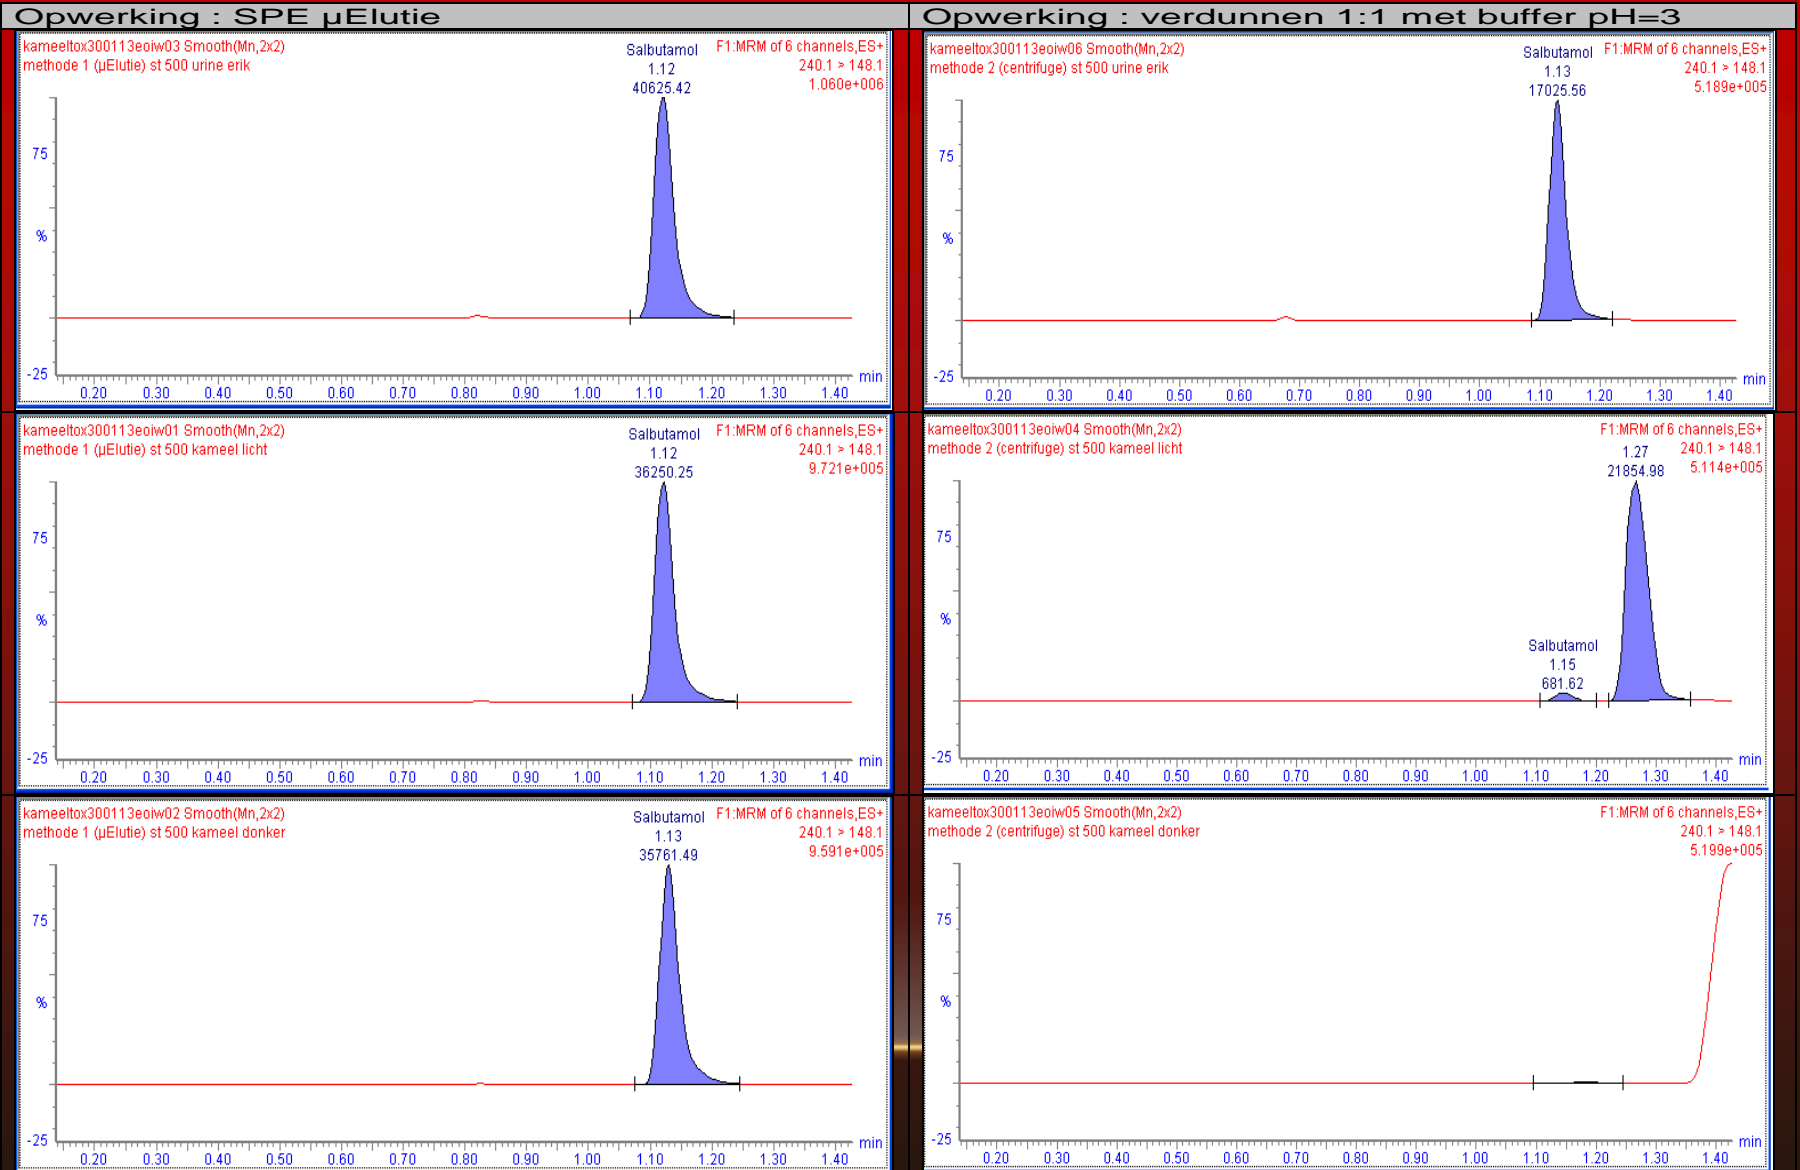 Opwerking : SPE µElutie
Opwerking : verdunnen 1:1 met buffer pH=3
kameeltox300113eoiw03 Smooth(Mn,2x2)
methode 1 (µElutie) st 500 urine erik
F1:MRM of 6 channels,ES+
240.1 > 148.1
1.060e+006
Salbutamol
1.12
40625.42
75
%
-25
0.20 0.30 0.40 0.50 0.60 0.70 0.80 0.90 1.00 1.10 1.20 1.30 1.40
min
kameeltox300113eoiw06 Smooth(Mn,2x2)
methode 2 (centrifuge) st 500 urine erik
F1:MRM of 6 channels,ES+
240.1 > 148.1
5.189e+005
Salbutamol
1.13
17025.56
75
%
-25
0.20 0.30 0.40 0.50 0.60 0.70 0.80 0.90 1.00 1.10 1.20 1.30 1.40
min
kameeltox300113eoiw01 Smooth(Mn,2x2)
methode 1 (µElutie) st 500 kameel licht
F1:MRM of 6 channels,ES+
240.1 > 148.1
9.721e+005
Salbutamol
1.12
36250.25
75
%
-25
0.20 0.30 0.40 0.50 0.60 0.70 0.80 0.90 1.00 1.10 1.20 1.30 1.40
min
kameeltox300113eoiw04 Smooth(Mn,2x2)
methode 2 (centrifuge) st 500 kameel licht
F1:MRM of 6 channels,ES+
240.1 > 148.1
5.114e+005
1.27
21854.98
Salbutamol
1.15
681.62
75
%
-25
0.20 0.30 0.40 0.50 0.60 0.70 0.80 0.90 1.00 1.10 1.20 1.30 1.40
min
kameeltox300113eoiw02 Smooth(Mn,2x2)
methode 1 (µElutie) st 500 kameel donker
F1:MRM of 6 channels,ES+
240.1 > 148.1
9.591e+005
Salbutamol
1.13
35761.49
75
%
-25
0.20 0.30 0.40 0.50 0.60 0.70 0.80 0.90 1.00 1.10 1.20 1.30 1.40
min
kameeltox300113eoiw05 Smooth(Mn,2x2)
methode 2 (centrifuge) st 500 kameel donker
F1:MRM of 6 channels,ES+
240.1 > 148.1
5.199e+005
75
%
-25
0.20 0.30 0.40 0.50 0.60 0.70 0.80 0.90 1.00 1.10 1.20 1.30 1.40
min